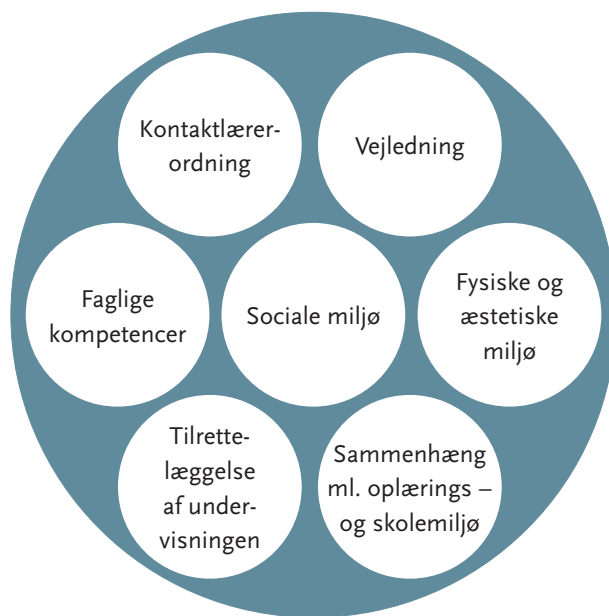 Kontaktlærer-
ordning
Vejledning
Faglige
kompetencer
Sociale miljø
Fysiske og
æstetiske
miljø
Tilrette-
læggelse
af under-
visningen
Sammenhæng
ml. oplærings –
og skolemiljø